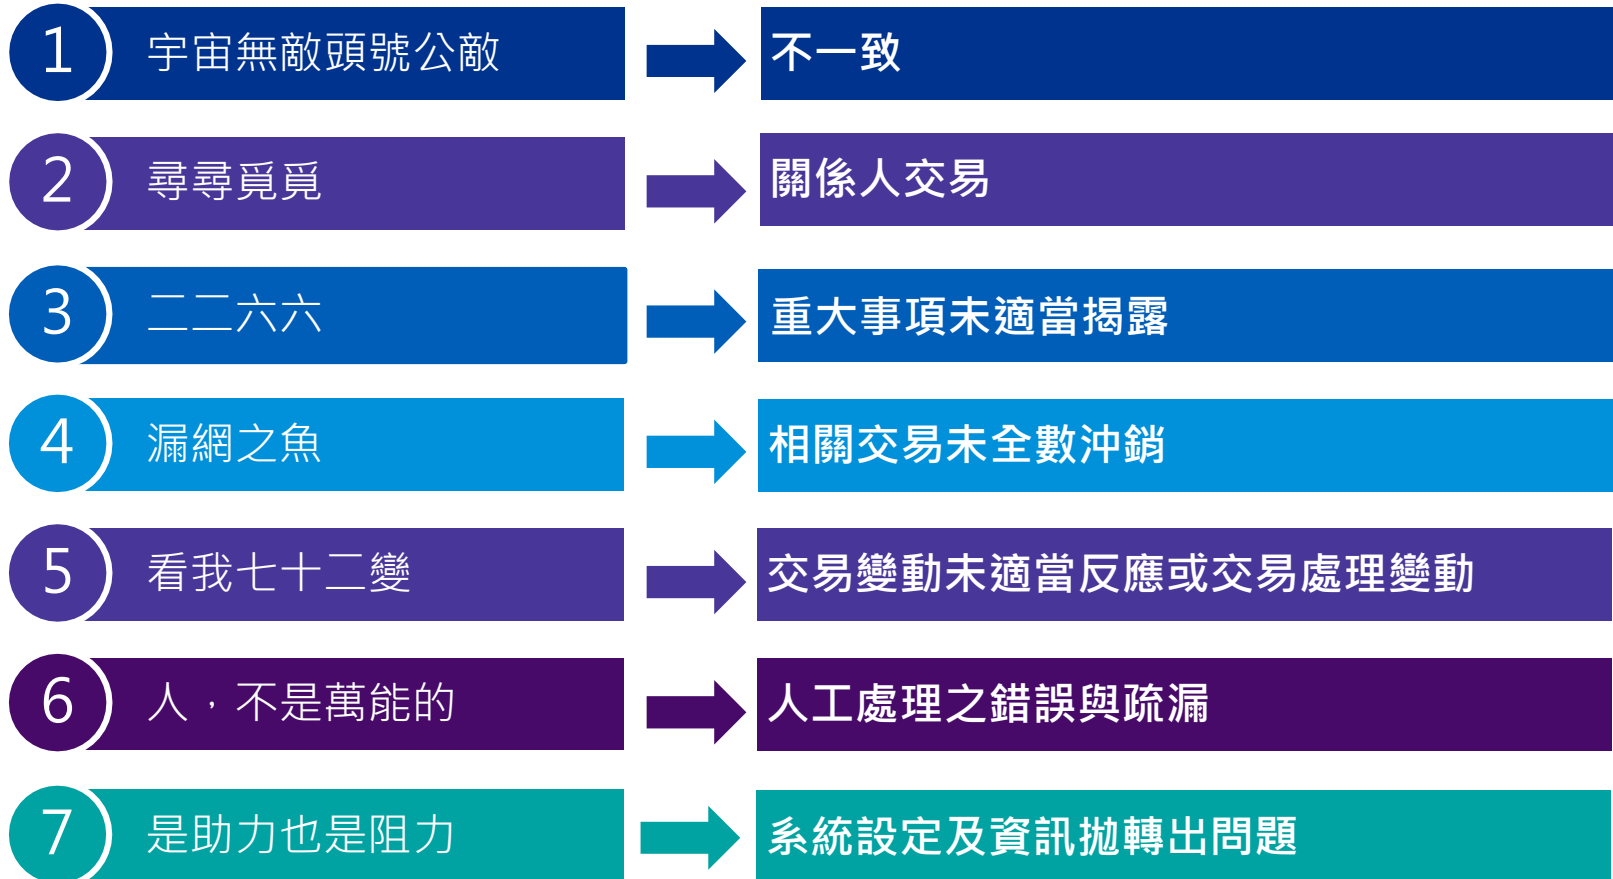 1 宇宙無敵頭號公敵 不一致
2 尋尋覓覓 關係人交易
3 二二六六 重大事項未適當揭露
4 漏網之魚 相關交易未全數沖銷
5 看我七十二變 交易變動未適當反應或交易處理變動
6 人，不是萬能的 人工處理之錯誤與疏漏
7 是助力也是阻力 系統設定及資訊拋轉出問題